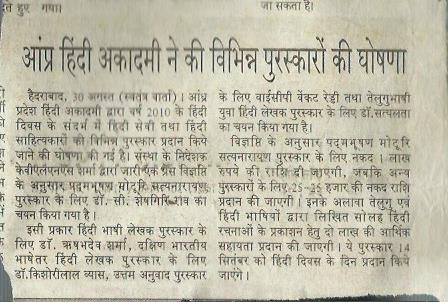 हुए गया।
जा सकता है।
आंप्र हिंदी अकादमी ने की विभिन्न पुरस्कारों की घोषणा
हैदराबाद, 30 अगस्त (स्वतंत्र वार्ता)। आंध्र
प्रदेश हिंदी अकादमी द्वारा वर्ष 2010 के हिंदी
दिवस के संदर्भ में हिंदी सेवी तथा हिंदी
साहित्यकारों को विभिन्न पुरस्कार प्रदान किये
जाने की घोषणा की गई है। संस्था के निदेशक
केवीएलएनएस शर्मा द्वारा जारी एक प्रेस विज्ञप्ति
के अनुसार पद्मभूषण मोटूरि सत्यनारायण
पुरस्कार के लिए डॉ. सी. शेषगिरि राव का
चयन किया गया है।
इसी प्रकार हिंदी भाषी लेखक पुरस्कार के
लिए डॉ. ऋषभदेव शर्मा, दक्षिण भारतीय
भाषेतर हिंदी लेखक पुरस्कार के लिए
डॉ.किशोरीलाल व्यास, उत्तम अनुवाद पुरस्कार
के लिए वाईसीपी वेंकट रेड्डी तथा तेलुगुभाषी
युवा हिंदी लेखक पुरस्कार के लिए डॉ.सत्यलता
का चयन किया गया है।
विज्ञप्ति के अनुसार पद्मभूषण मोटूरि
सत्यनारायण पुरस्कार के लिए नकद 1 लाख
रुपये की राशि दी जाएगी, जबकि अन्य
पुरस्कारों के लिए 25-25 हजार की नकद राशि
प्रदान की जाएगी। इनके अलावा तेलुगु एवं
हिंदी भाषियों द्वारा लिखित सोलह हिंदी
रचनाओं के प्रकाशन हेतु दो लाख की आर्थिक
सहायता प्रदान की जाएगी। ये पुरस्कार 14
सितंबर को हिंदी दिवस के दिन प्रदान किये
जाएंगे।